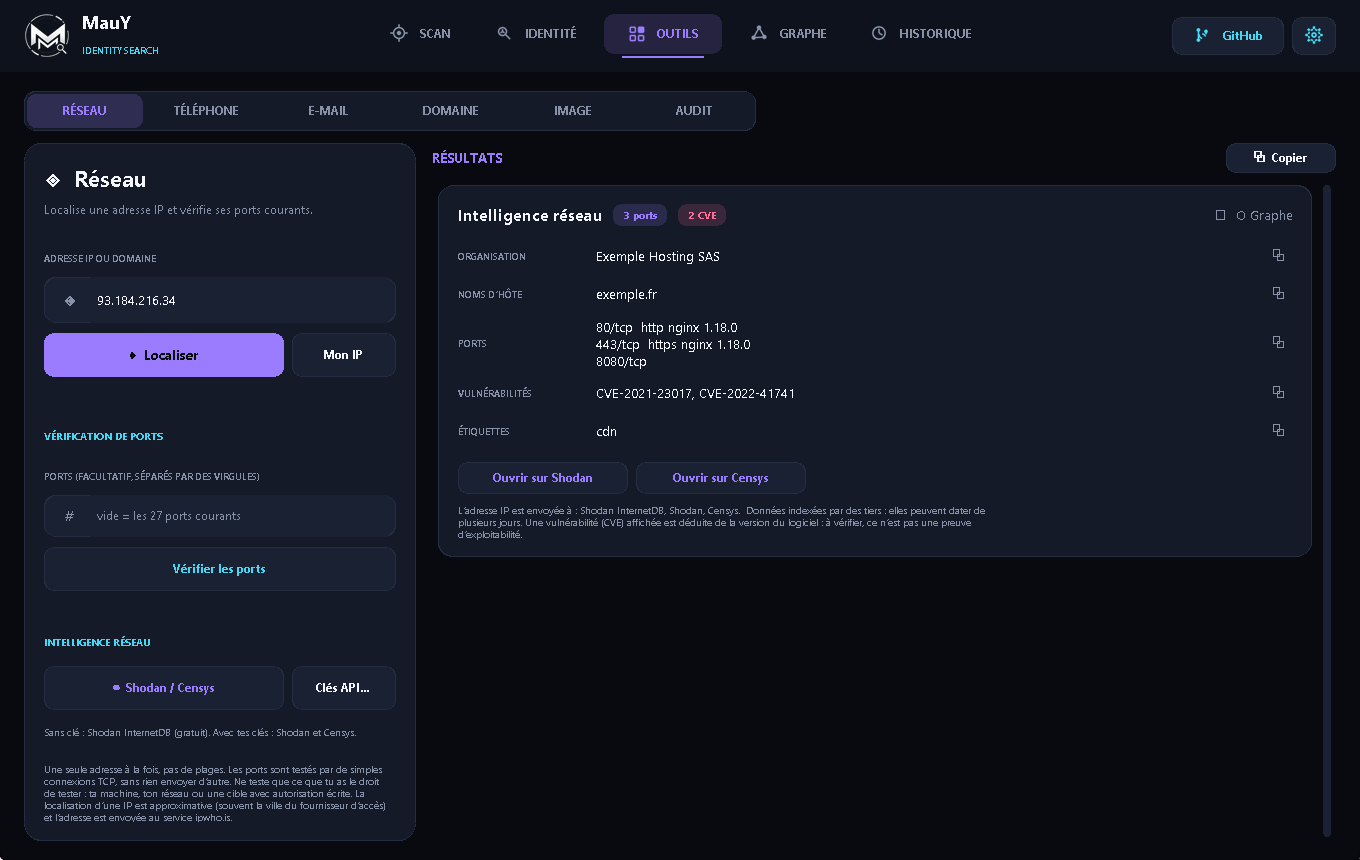 MauY
IDENTITY SEARCH
SCAN
IDENTITÉ
OUTILS
GRAPHE
HISTORIQUE
GitHub
RÉSEAU
TÉLÉPHONE
E-MAIL
DOMAINE
IMAGE
AUDIT
Réseau
Localise une adresse IP et vérifie ses ports courants.
ADRESSE IP OU DOMAINE
93.184.216.34
Localiser
Mon IP
VÉRIFICATION DE PORTS
PORTS (FACULTATIF, SÉPARÉS PAR DES VIRGULES)
# vide = les 27 ports courants
Vérifier les ports
INTELLIGENCE RÉSEAU
Shodan / Censys
Clés API...
Sans clé : Shodan InternetDB (gratuit). Avec tes clés : Shodan et Censys.
Une seule adresse à la fois, pas de plages. Les ports sont testés par de simples
connexions TCP, sans rien envoyer d'autre. Ne teste que ce que tu as le droit
de tester : ta machine, ton réseau ou une cible avec autorisation écrite. La
localisation d'une IP est approximative (souvent la ville du fournisseur d'accès)
et l'adresse est envoyée au service ipwho.is.
RÉSULTATS
Copier
Intelligence réseau
3 ports
2 CVE
Graphe
ORGANISATION
Exemple Hosting SAS
NOMS D'HÔTE
exemple.fr
PORTS
80/tcp http nginx 1.18.0
443/tcp https nginx 1.18.0
8080/tcp
VULNÉRABILITÉS
CVE-2021-23017, CVE-2022-41741
ÉTIQUETTES
cdn
Ouvrir sur Shodan
Ouvrir sur Censys
L'adresse IP est envoyée à : Shodan InternetDB, Shodan, Censys. Données indexées par des tiers : elles peuvent dater de
plusieurs jours. Une vulnérabilité (CVE) affichée est déduite de la version du logiciel : à vérifier, ce n'est pas une preuve
d'exploitabilité.